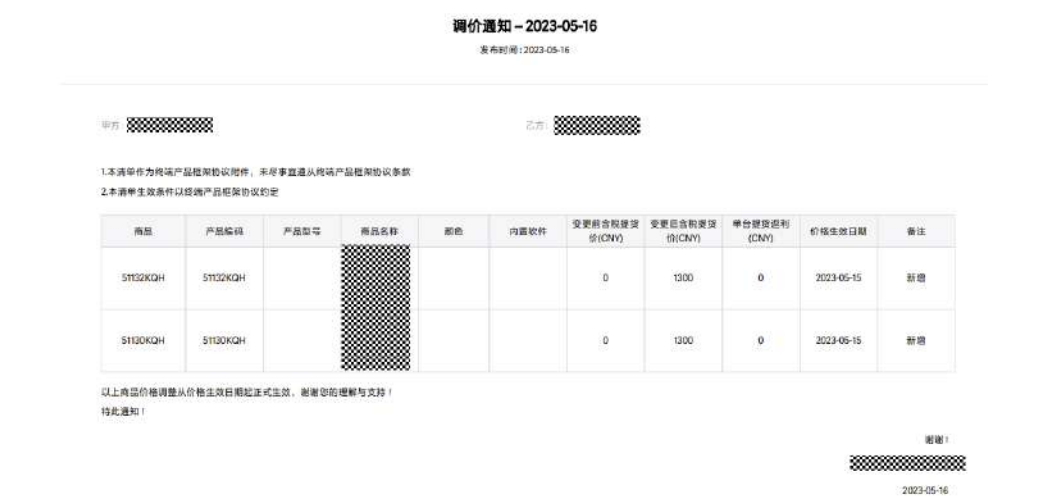 调价通知 – 2023-05-16
发布时间:2023-05-16
甲方:
乙方:
1.本清单作为终端产品框架协议附件，未尽事宜遵从终端产品框架协议条款
2.本清单生效条件以终端产品框架协议约定
商品 产品编码 产品型号 商品名称 颜色 内置软件 变更前含税提货价(CNY) 变更后含税提货价(CNY) 单台提货返利(CNY) 价格生效日期 备注
51132KQH 51132KQH 0 1300 0 2023-05-15 新增
51130KQH 51130KQH 0 1300 0 2023-05-15 新增
以上商品价格调整从价格生效日期起正式生效，谢谢您的理解与支持！
特此通知！
谢谢！
2023-05-16